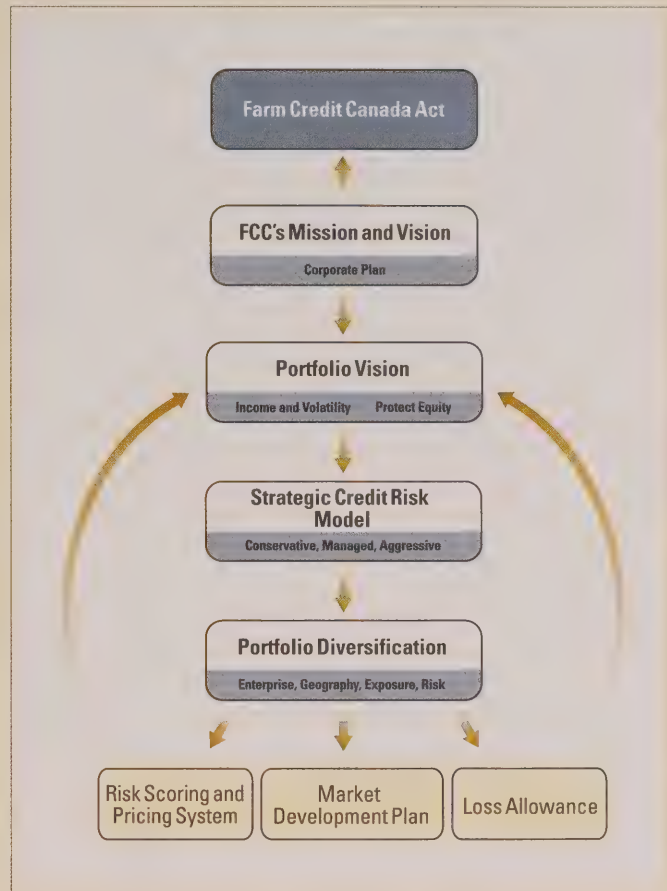 Farm Credit Canada Act
FCC's Mission and Vision
Corporate Plan
Portfolio Vision
Income and Volatility Protect Equity
Strategic Credit Risk
Model
Conservative, Managed, Aggressive
Portfolio Diversification
Enterprise, Geography, Exposure, Risk
Risk Scoring and
Pricing System
Market
Development Plan
Loss Allowance